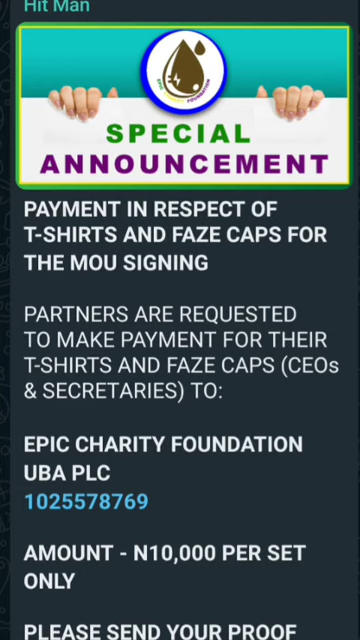 Hit Man
SPECIAL
ANNOUNCEMENT
PAYMENT IN RESPECT OF
T-SHIRTS AND FAZE CAPS FOR
THE MOU SIGNING
PARTNERS ARE REQUESTED
TO MAKE PAYMENT FOR THEIR
T-SHIRTS AND FAZE CAPS (CEOs
& SECRETARIES) TO:
EPIC CHARITY FOUNDATION
UBA PLC
1025578769
AMOUNT - N10,000 PER SET
ONLY
PLEASE SEND YOUR PROOF